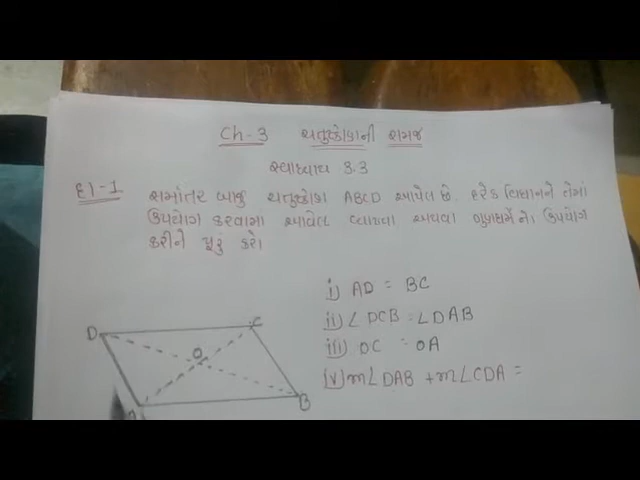 Ch-3 ચતુષ્કોણની સમજ
સ્વાધ્યાય 3.3
દા-1 સમાંતર બાજુ ચતુષ્કોણ ABCD આપેલ છે. દરેક વિધાનને તેમાં
ઉપયોગ કરવામાં આવેલ વ્યાખ્યા અથવા ગુણધર્મનો ઉપયોગ
કરીને પૂરું કરો
i) AD = BC
ii) ∠DCB = ∠DAB
iii) OC = OA
iv) m∠DAB + m∠CDA =
D C
O
A B